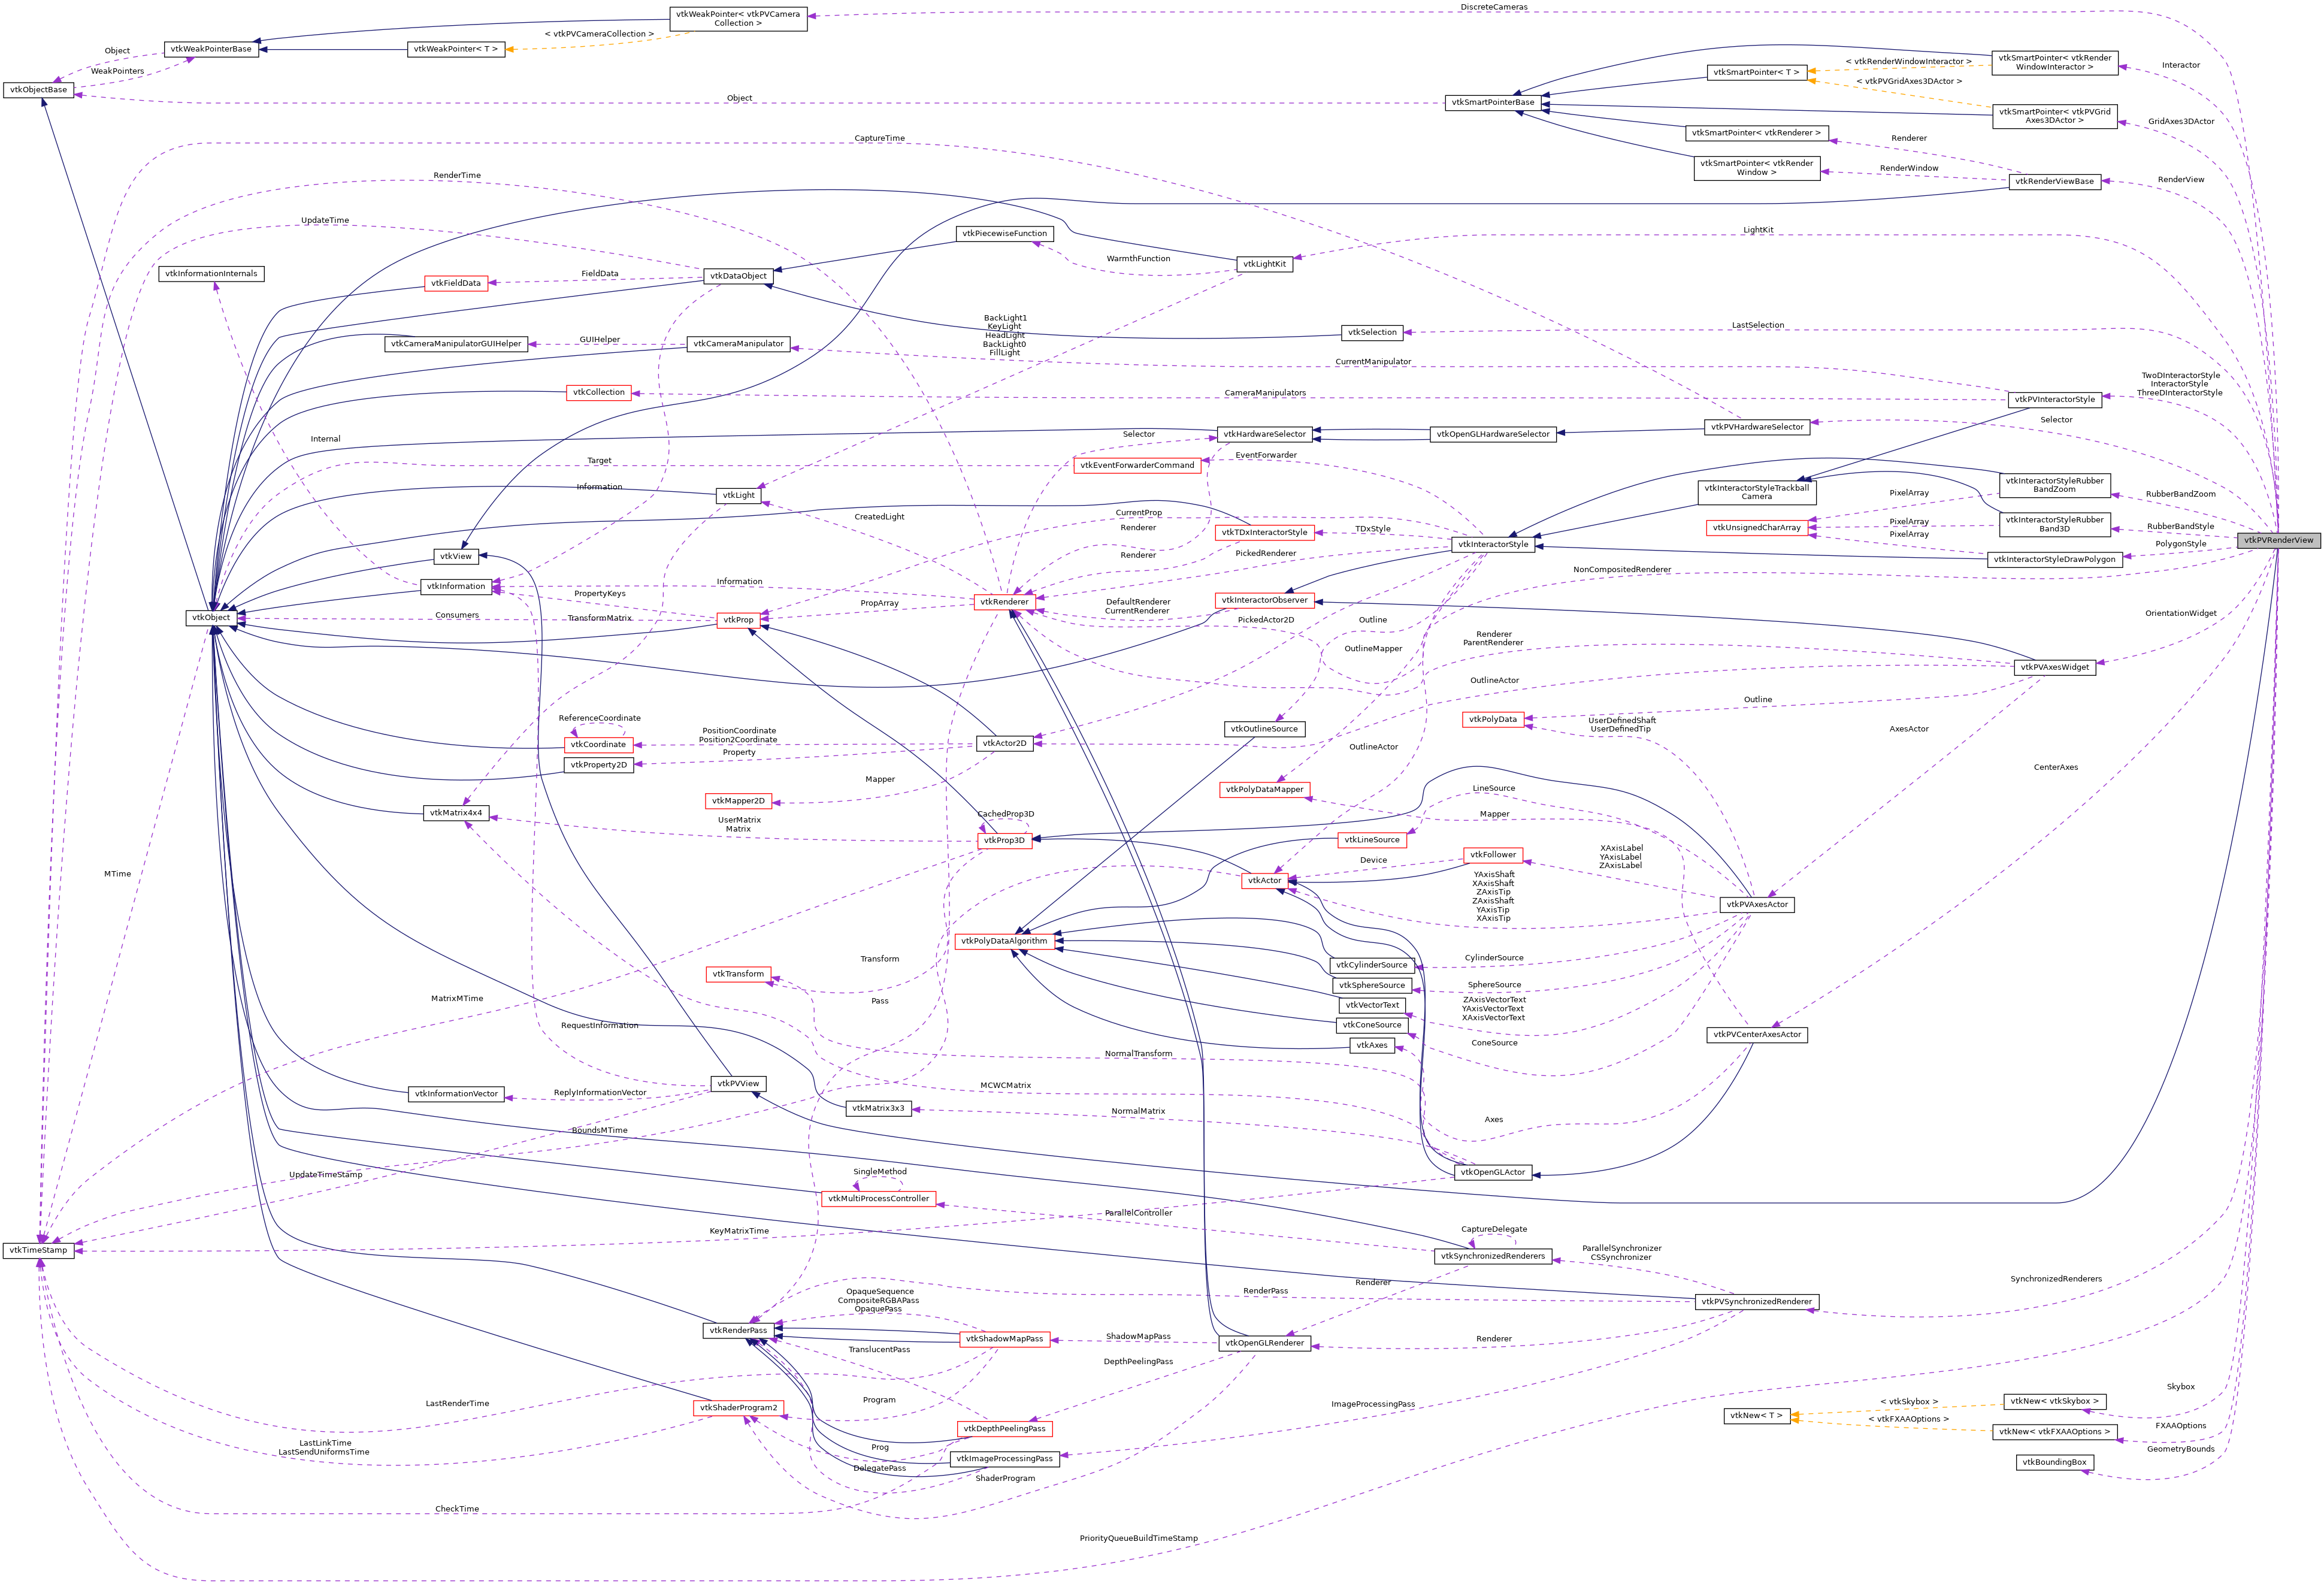 DiscreteCameras
vtkWeakPointer< vtkPVCamera
Collection >
< vtkPVCameraCollection >
vtkWeakPointerBase
vtkWeakPointer< T >
Object
WeakPointers
vtkObjectBase
Object
vtkSmartPointerBase
vtkSmartPointer< T >
< vtkRenderWindowInteractor >
< vtkPVGridAxes3DActor >
vtkSmartPointer< vtkRender
WindowInteractor >
Interactor
vtkSmartPointer< vtkPVGrid
Axes3DActor >
GridAxes3DActor
vtkSmartPointer< vtkRenderer >
Renderer
vtkSmartPointer< vtkRender
Window >
RenderWindow
vtkRenderViewBase
RenderView
CaptureTime
RenderTime
UpdateTime
vtkPiecewiseFunction
WarmthFunction
vtkLightKit
LightKit
vtkInformationInternals
vtkFieldData
FieldData
vtkDataObject
BackLight1
KeyLight
HeadLight
BackLight0
FillLight
vtkSelection
LastSelection
vtkCameraManipulatorGUIHelper
GUIHelper
vtkCameraManipulator
CurrentManipulator
vtkCollection
CameraManipulators
vtkPVInteractorStyle
TwoDInteractorStyle
InteractorStyle
ThreeDInteractorStyle
Internal
Target
Information
Selector
vtkHardwareSelector
vtkOpenGLHardwareSelector
vtkPVHardwareSelector
Selector
vtkEventForwarderCommand
EventForwarder
vtkLight
CreatedLight
CurrentProp
Renderer
vtkTDxInteractorStyle
TDxStyle
Renderer
PickedRenderer
vtkInteractorStyleTrackball
Camera
PixelArray
vtkInteractorStyleRubber
BandZoom
RubberBandZoom
vtkUnsignedCharArray
PixelArray
vtkInteractorStyleRubber
Band3D
RubberBandStyle
PixelArray
vtkInteractorStyle
vtkInteractorStyleDrawPolygon
PolygonStyle
vtkPVRenderView
NonCompositedRenderer
vtkView
vtkInformation
Information
PropertyKeys
vtkObject
Consumers
TransformMatrix
vtkProp
PropArray
vtkRenderer
DefaultRenderer
CurrentRenderer
vtkInteractorObserver
PickedActor2D
Outline
OutlineMapper
Renderer
ParentRenderer
OrientationWidget
vtkPVAxesWidget
OutlineActor
Outline
vtkPolyData
UserDefinedShaft
UserDefinedTip
AxesActor
CenterAxes
ReferenceCoordinate
vtkCoordinate
PositionCoordinate
Position2Coordinate
Property
vtkProperty2D
vtkActor2D
vtkOutlineSource
OutlineActor
Mapper
vtkMapper2D
vtkPolyDataMapper
LineSource
Mapper
vtkMatrix4x4
UserMatrix
Matrix
CachedProp3D
vtkProp3D
vtkLineSource
Device
vtkFollower
XAxisLabel
YAxisLabel
ZAxisLabel
MTime
vtkActor
YAxisShaft
XAxisShaft
ZAxisTip
ZAxisShaft
YAxisTip
XAxisTip
vtkPVAxesActor
vtkPolyDataAlgorithm
Transform
vtkTransform
vtkCylinderSource
CylinderSource
vtkSphereSource
SphereSource
vtkVectorText
ZAxisVectorText
YAxisVectorText
XAxisVectorText
MatrixMTime
Pass
RequestInformation
vtkConeSource
ConeSource
vtkPVCenterAxesActor
vtkAxes
NormalTransform
vtkInformationVector
ReplyInformationVector
vtkPVView
MCWCMatrix
vtkMatrix3x3
NormalMatrix
Axes
BoundsMTime
UpdateTimeStamp
SingleMethod
vtkOpenGLActor
vtkMultiProcessController
ParallelController
KeyMatrixTime
CaptureDelegate
vtkTimeStamp
vtkSynchronizedRenderers
ParallelSynchronizer
CSSynchronizer
SynchronizedRenderers
Renderer
RenderPass
vtkPVSynchronizedRenderer
OpaqueSequence
CompositeRGBAPass
OpaquePass
vtkRenderPass
vtkShadowMapPass
ShadowMapPass
vtkOpenGLRenderer
Renderer
TranslucentPass
DepthPeelingPass
LastRenderTime
Program
ImageProcessingPass
Skybox
vtkShaderProgram2
< vtkSkybox >
vtkNew< vtkSkybox >
vtkNew< T >
< vtkFXAAOptions >
FXAAOptions
vtkNew< vtkFXAAOptions >
vtkDepthPeelingPass
LastLinkTime
LastSendUniformsTime
Prog
GeometryBounds
vtkImageProcessingPass
vtkBoundingBox
DelegatePass
ShaderProgram
CheckTime
PriorityQueueBuildTimeStamp